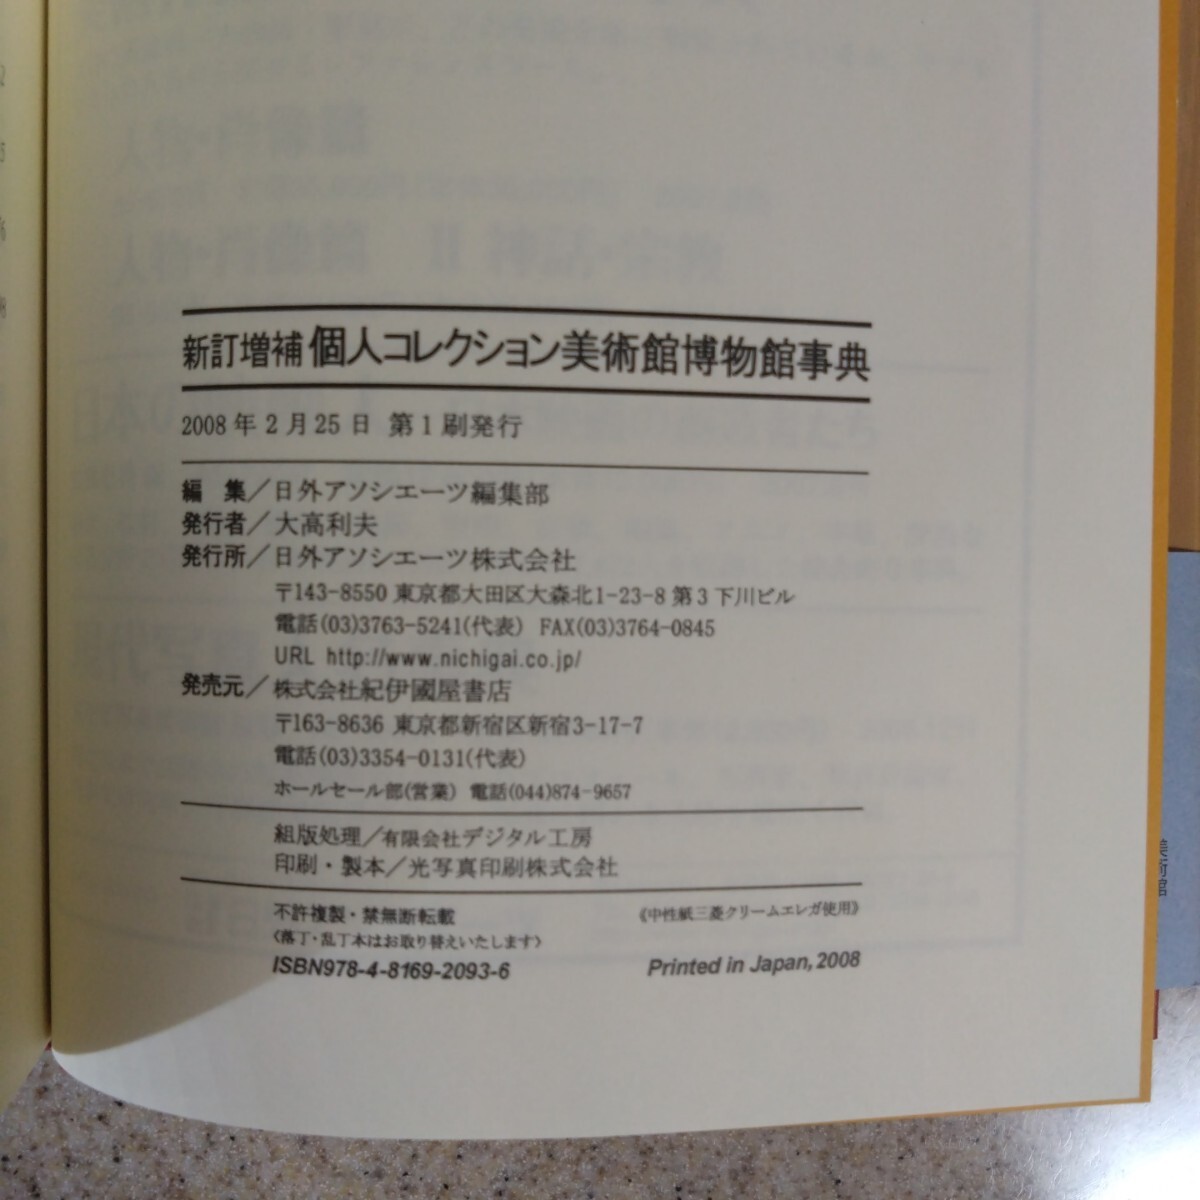 新訂増補 個人コレクション美術館博物館事典
2008年2月25日 第1刷発行
編　集／日外アソシエーツ編集部
発行者／大高利夫
発行所／日外アソシエーツ株式会社
〒143-8550 東京都大田区大森北1-23-8 第3下川ビル
電話(03)3763-5241(代表) FAX(03)3764-0845
URL http://www.nichigai.co.jp/
発売元／株式会社紀伊國屋書店
〒163-8636 東京都新宿区新宿3-17-7
電話(03)3354-0131(代表)
ホールセール部(営業) 電話(044)874-9657
組版処理／有限会社デジタル工房
印刷・製本／光写真印刷株式会社
不許複製・禁無断転載 《中性紙三菱クリームエレガ使用》
〈落丁・乱丁本はお取り替えいたします〉
ISBN978-4-8169-2093-6 Printed in Japan, 2008
美術館